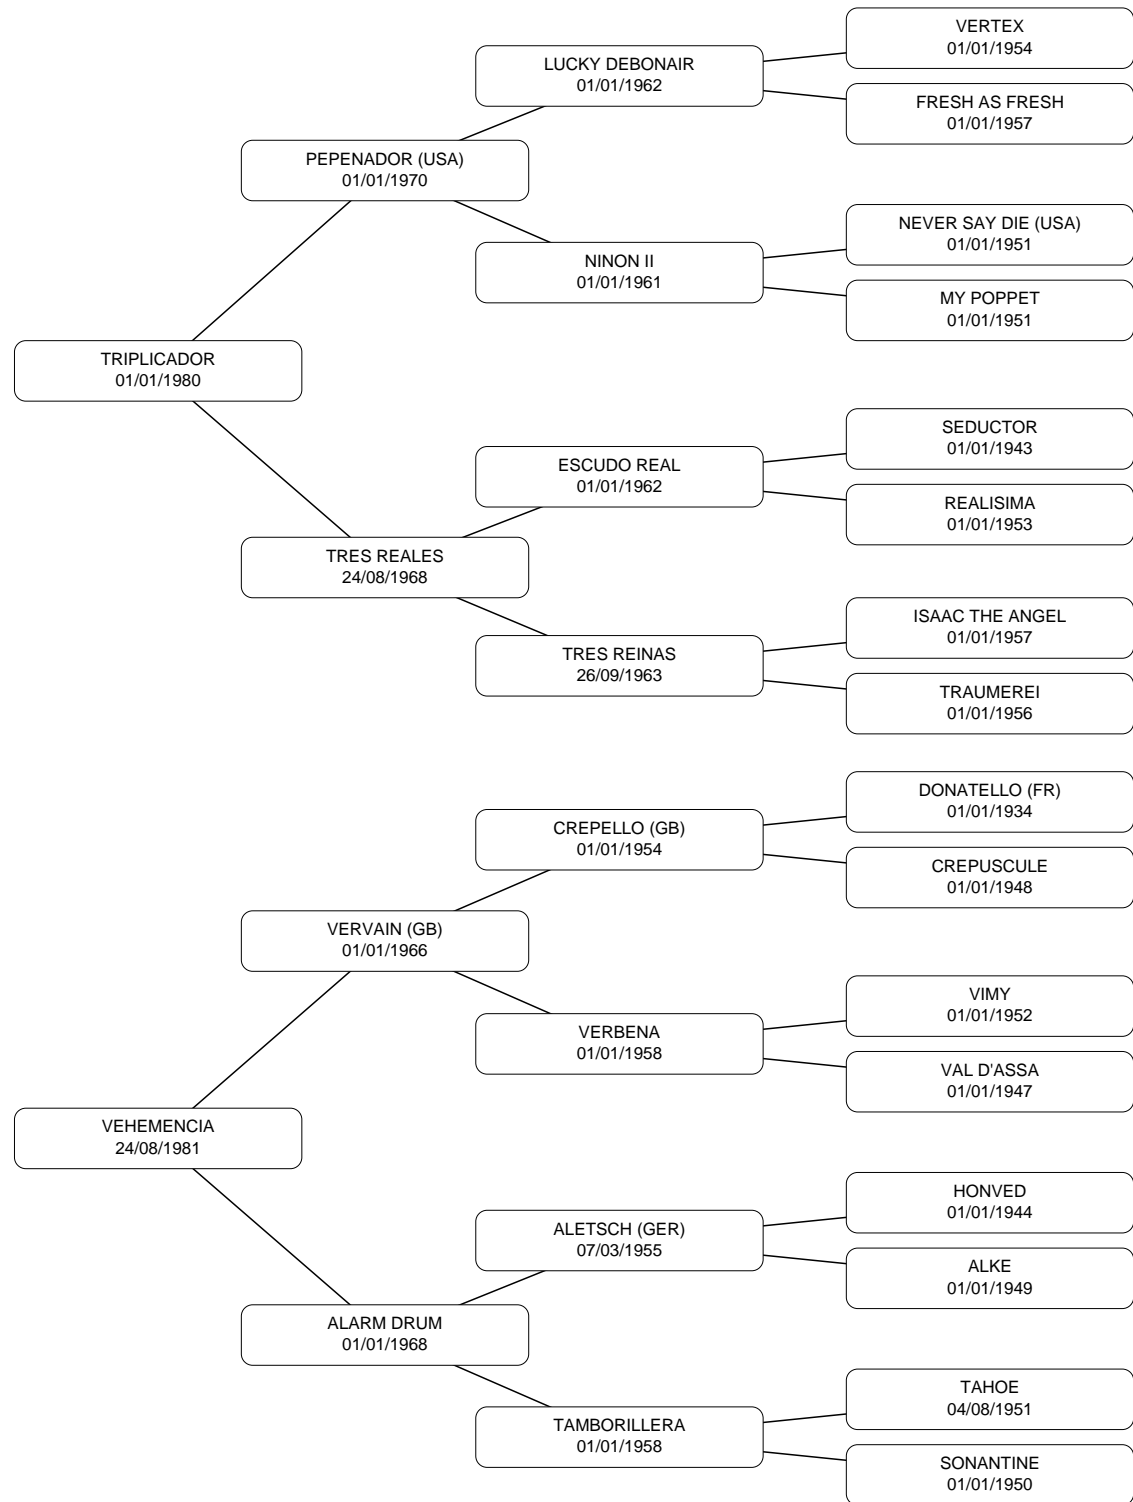 VERTEX
01/01/1954
LUCKY DEBONAIR
01/01/1962
FRESH AS FRESH
01/01/1957
PEPENADOR (USA)
01/01/1970
NEVER SAY DIE (USA)
01/01/1951
NINON II
01/01/1961
MY POPPET
01/01/1951
TRIPLICADOR
01/01/1980
SEDUCTOR
01/01/1943
ESCUDO REAL
01/01/1962
REALISIMA
01/01/1953
TRES REALES
24/08/1968
ISAAC THE ANGEL
01/01/1957
TRES REINAS
26/09/1963
TRAUMEREI
01/01/1956
DONATELLO (FR)
01/01/1934
CREPELLO (GB)
01/01/1954
CREPUSCULE
01/01/1948
VERVAIN (GB)
01/01/1966
VIMY
01/01/1952
VERBENA
01/01/1958
VAL D'ASSA
01/01/1947
VEHEMENCIA
24/08/1981
HONVED
01/01/1944
ALETSCH (GER)
07/03/1955
ALKE
01/01/1949
ALARM DRUM
01/01/1968
TAHOE
04/08/1951
TAMBORILLERA
01/01/1958
SONANTINE
01/01/1950